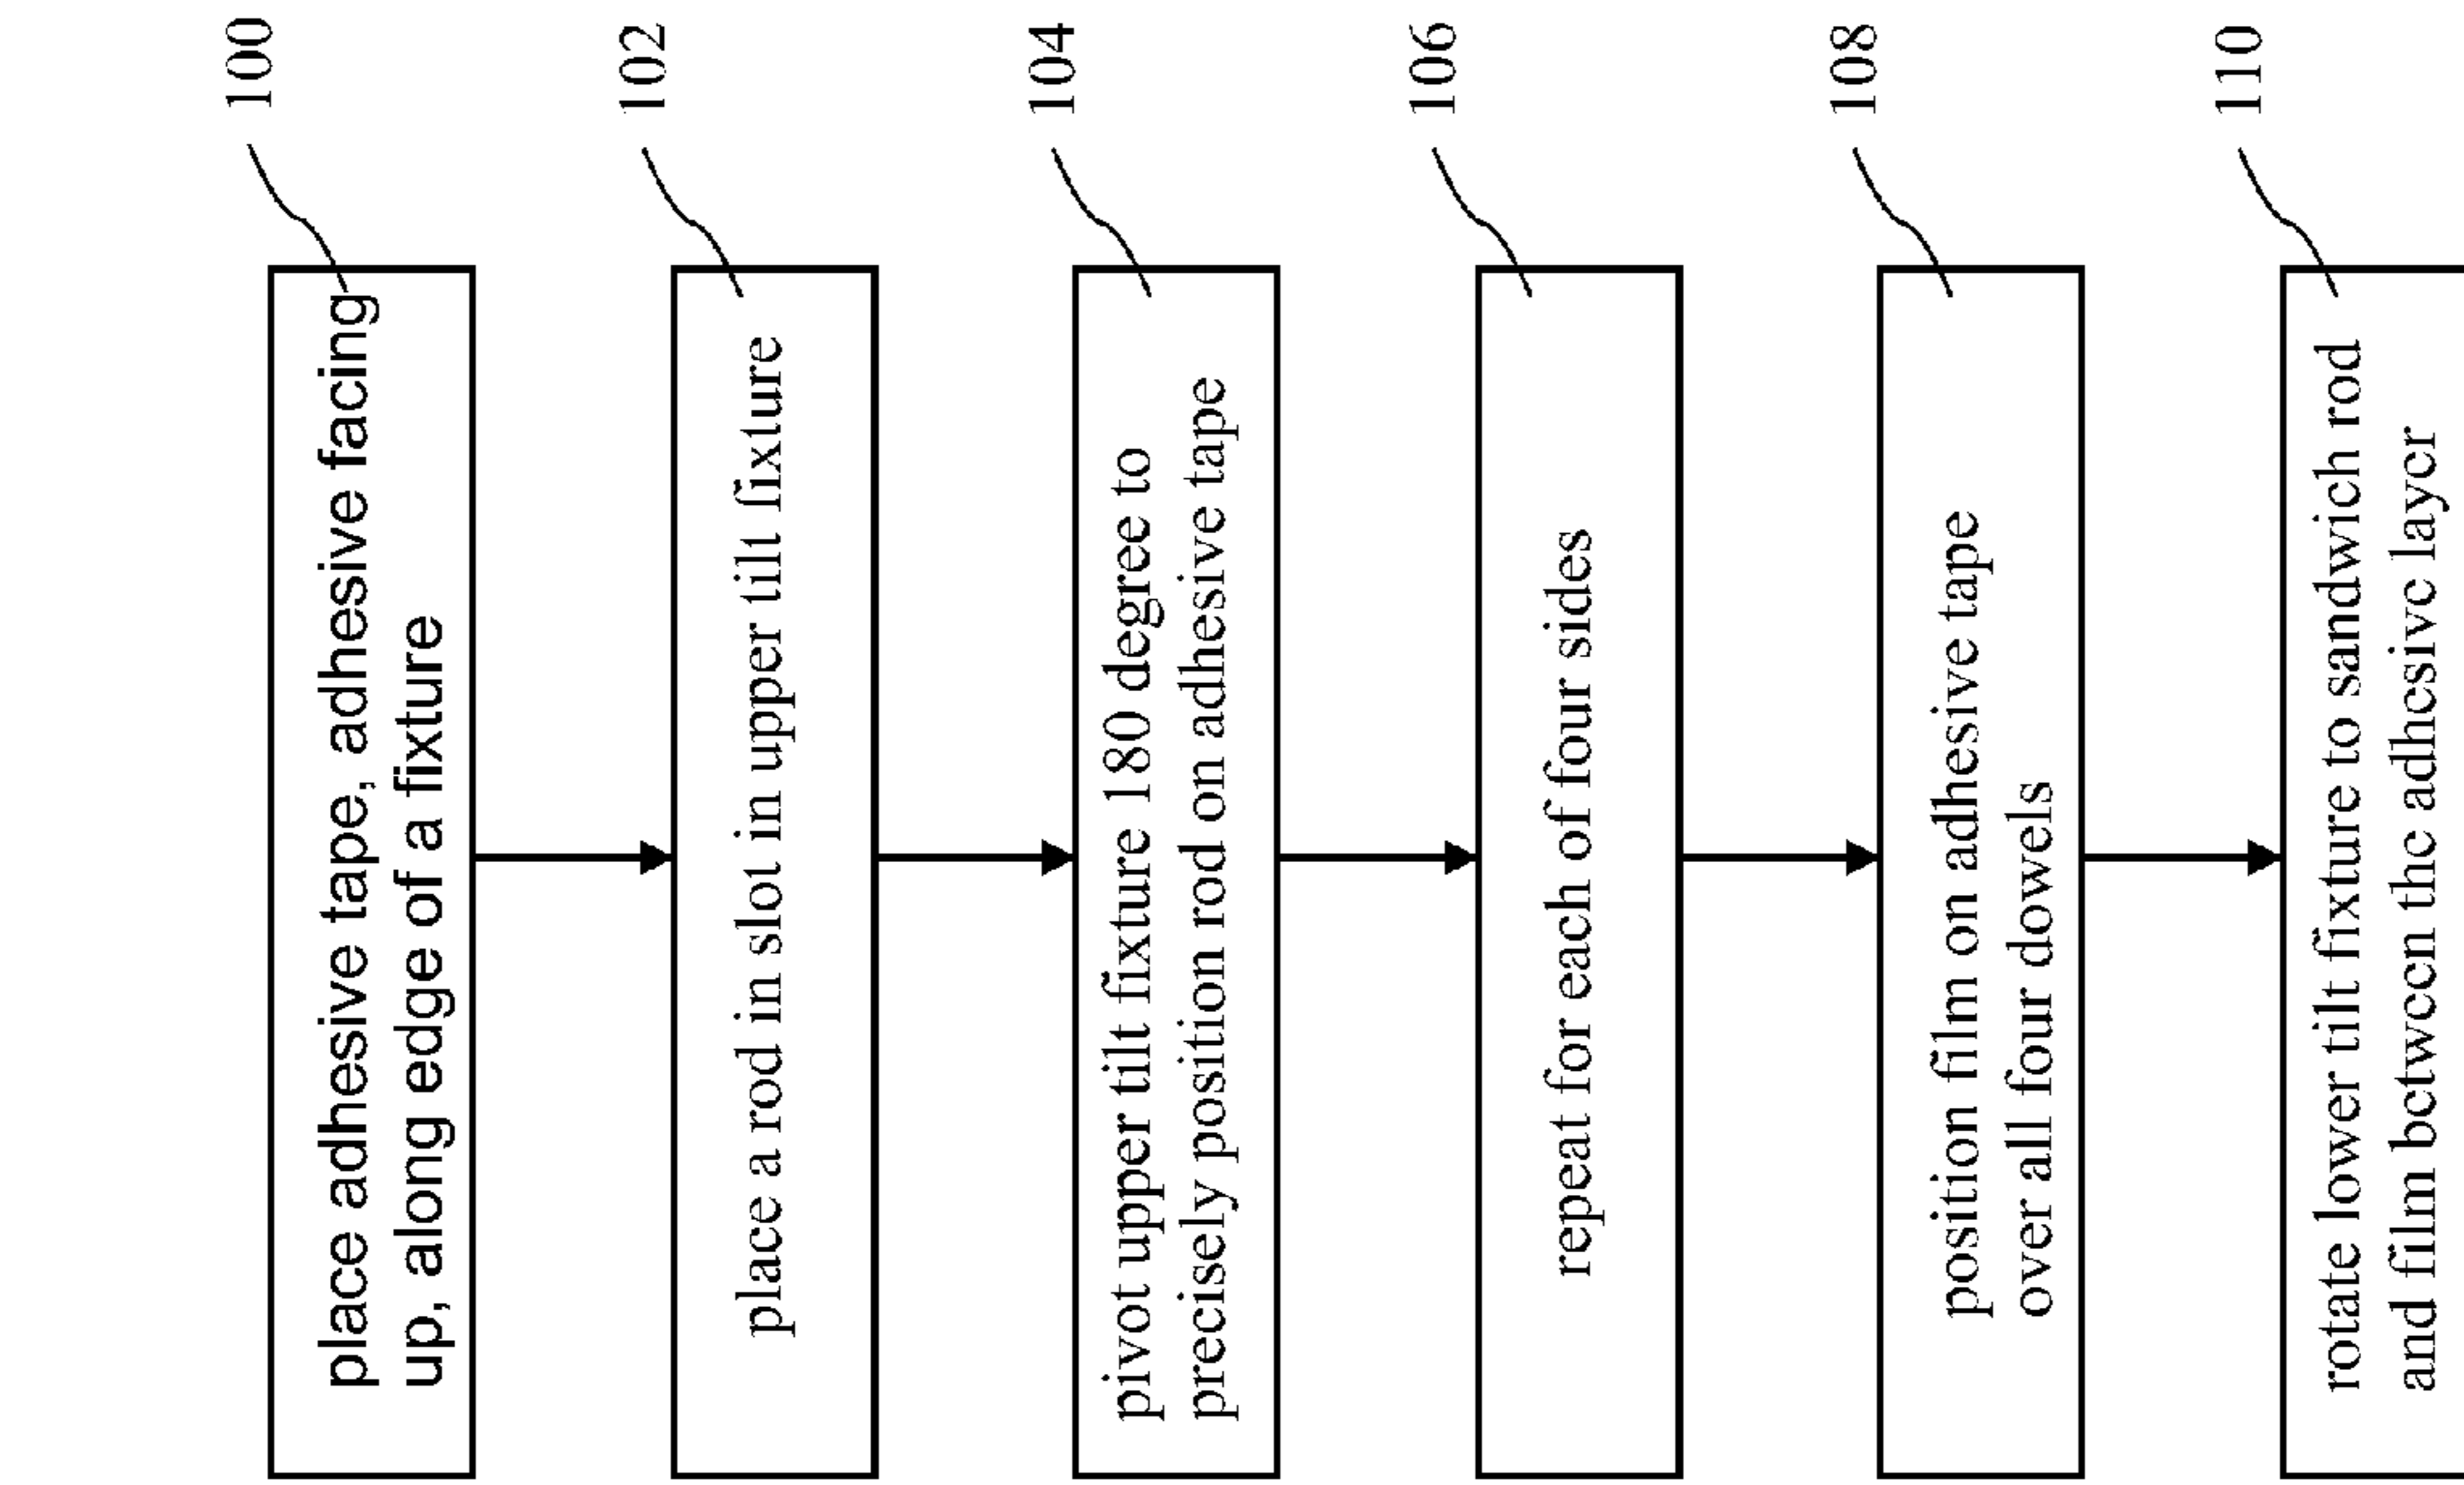 100
place adhesive tape, adhesive facing
up, along edge of a fixture
102
place a rod in slot in upper tilt fixture
104
pivot upper tilt fixture 180 degree to
precisely position rod on adhesive tape
106
repeat for each of four sides
108
position film on adhesive tape
over all four dowels
110
rotate lower tilt fixture to sandwich rod
and film between the adhesive layer